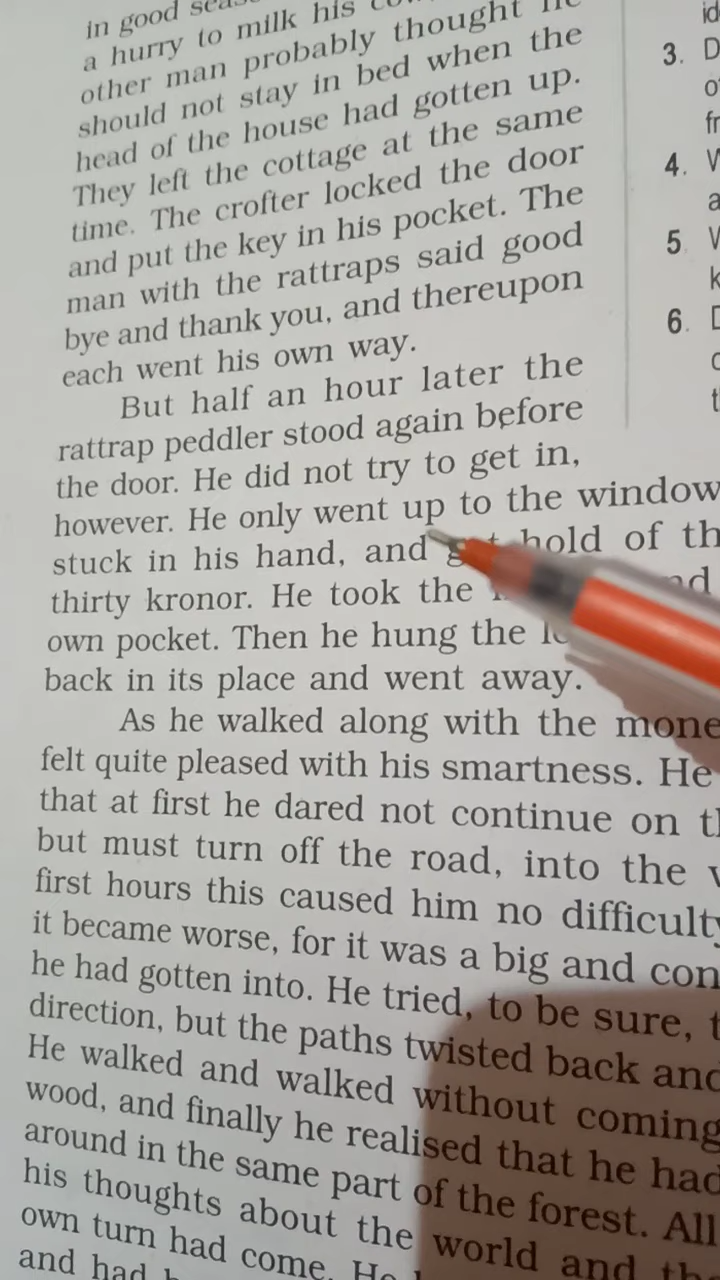 in good
a hurry to milk his
other man probably thought he
should not stay in bed when the
head of the house had gotten up.
They left the cottage at the same
time. The crofter locked the door
and put the key in his pocket. The
man with the rattraps said good
bye and thank you, and thereupon
each went his own way.
But half an hour later the
rattrap peddler stood again before
the door. He did not try to get in,
however. He only went up to the window
stuck in his hand, and hold of th
thirty kronor. He took the nd
own pocket. Then he hung the
back in its place and went away.
As he walked along with the mone
felt quite pleased with his smartness. He
that at first he dared not continue on t
but must turn off the road, into the
first hours this caused him no difficulty
it became worse, for it was a big and con
he had gotten into. He tried, to be sure, t
direction, but the paths twisted back and
He walked and walked without coming
wood, and finally he realised that he had
around in the same part of the forest. All
his thoughts about the world and
own turn had come. He
and had
3. D
4.
5
6.